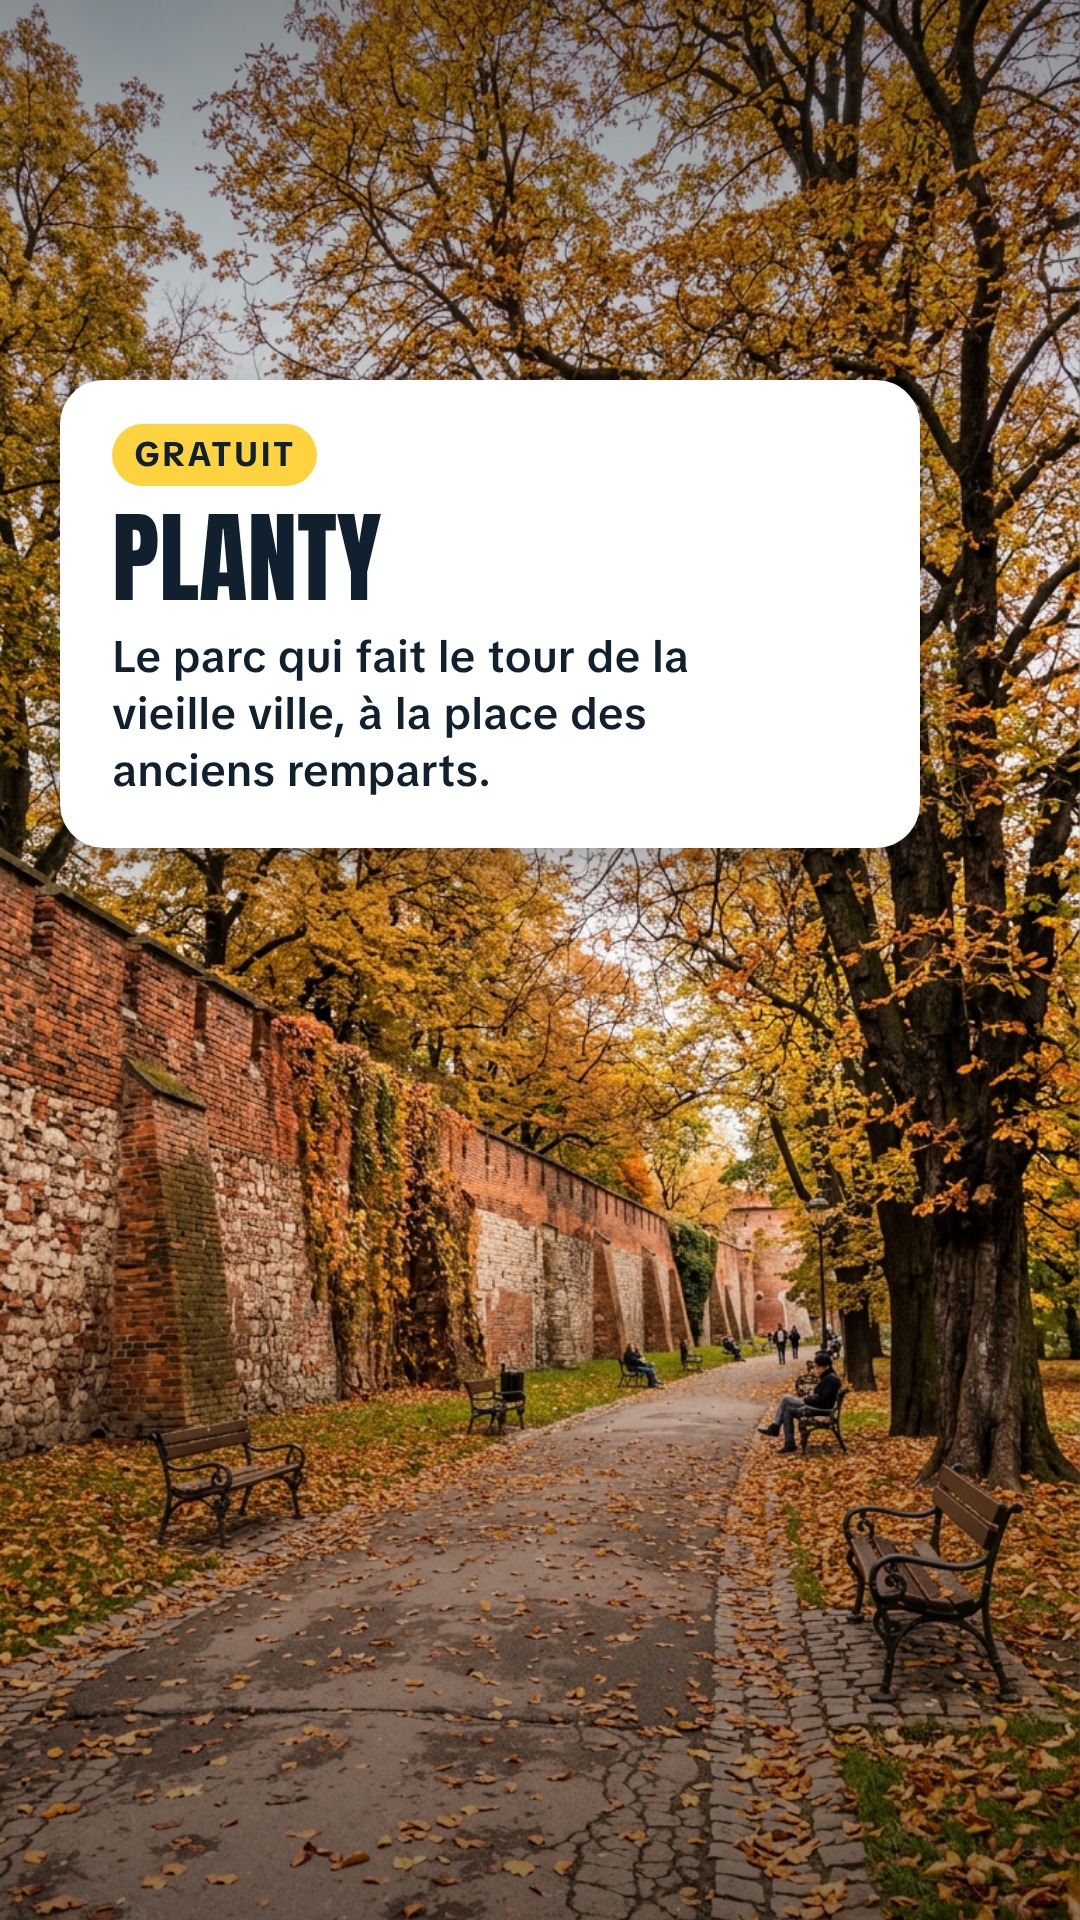 GRATUIT
PLANTY
Le parc qui fait le tour de la
vieille ville, à la place des
anciens remparts.